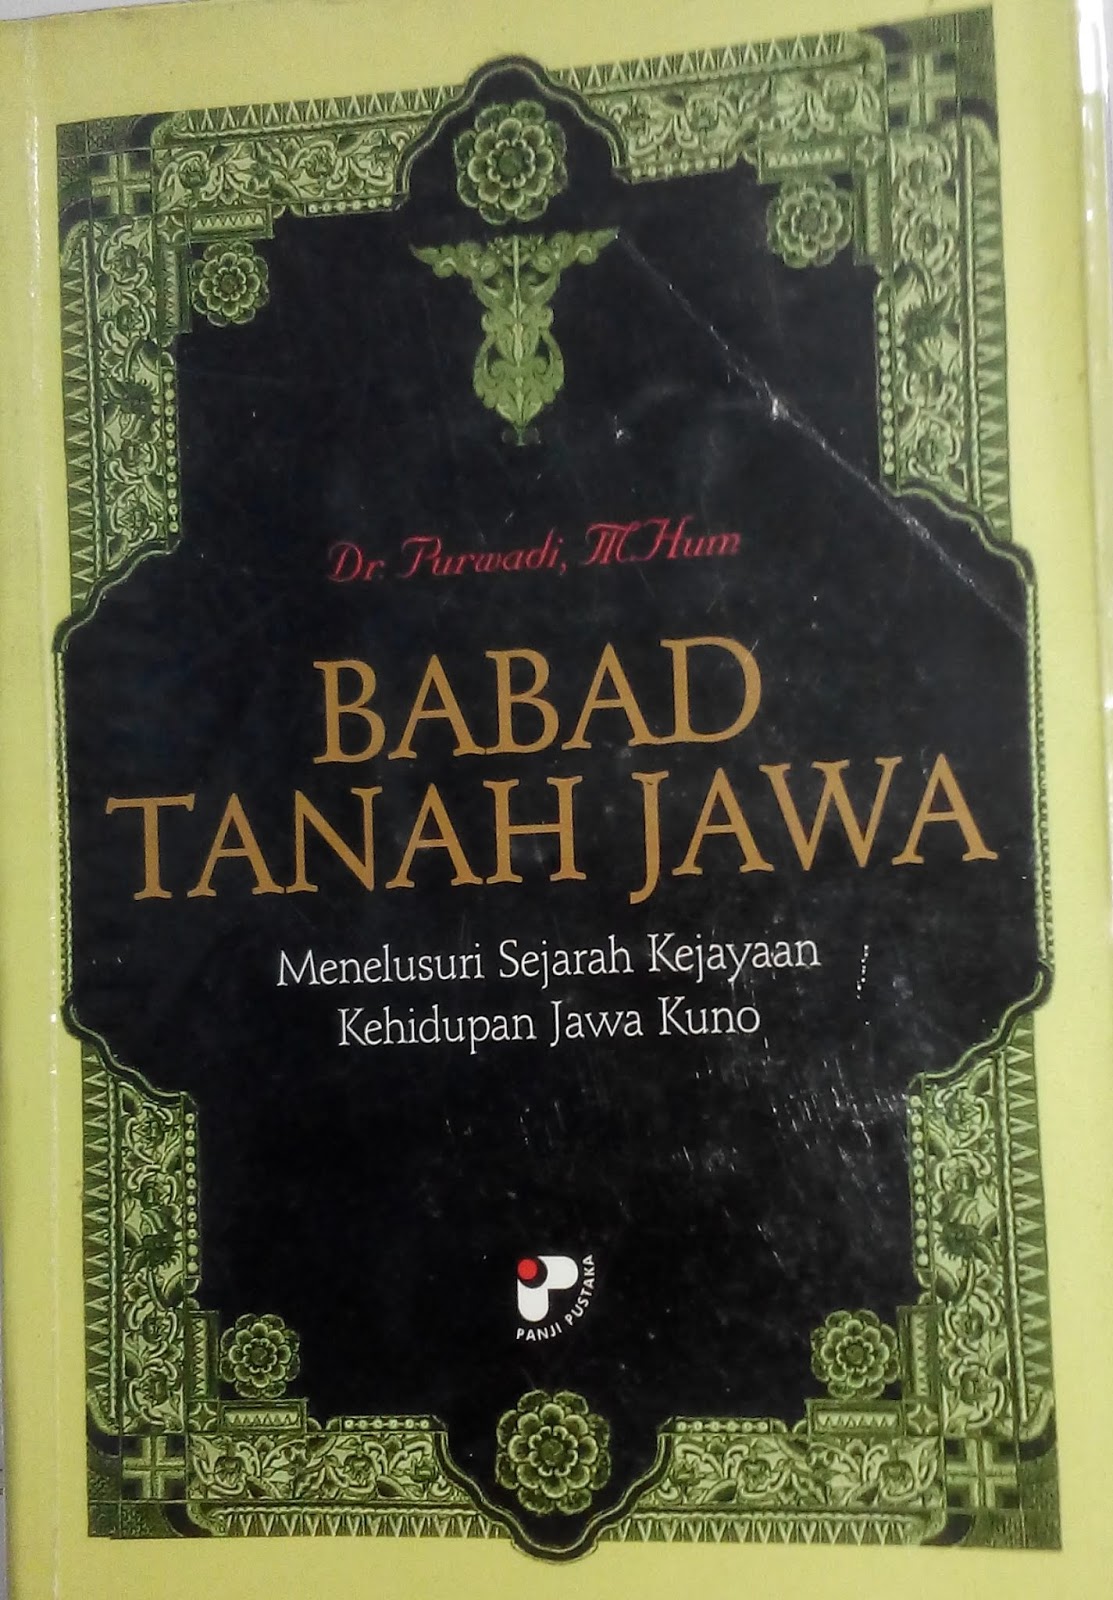 Dr. Purwadi, M.Hum
BABAD
TANAH JAWA
Menelusuri Sejarah Kejayaan
Kehidupan Jawa Kuno
PANJI PUSTAKA